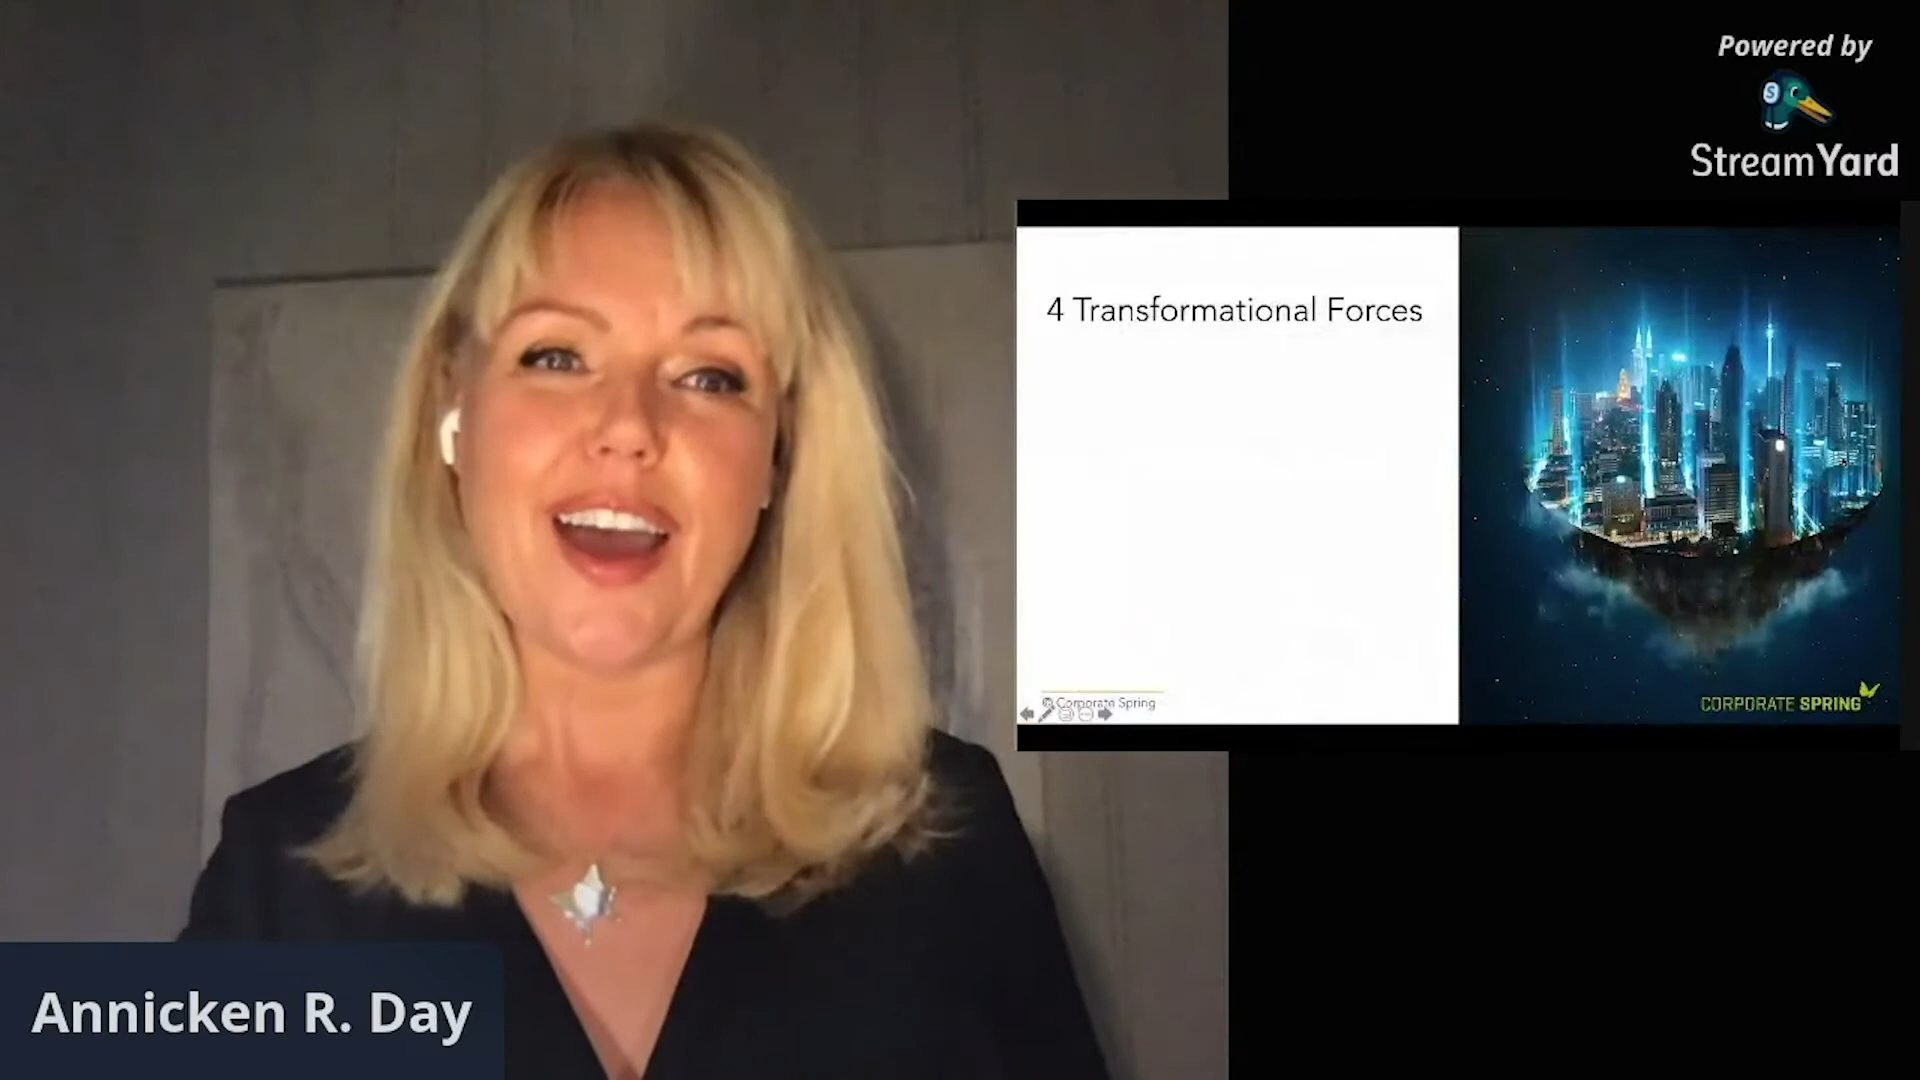 Powered by
StreamYard
4 Transformational Forces
© Corporate Spring
CORPORATE SPRING
Annicken R. Day